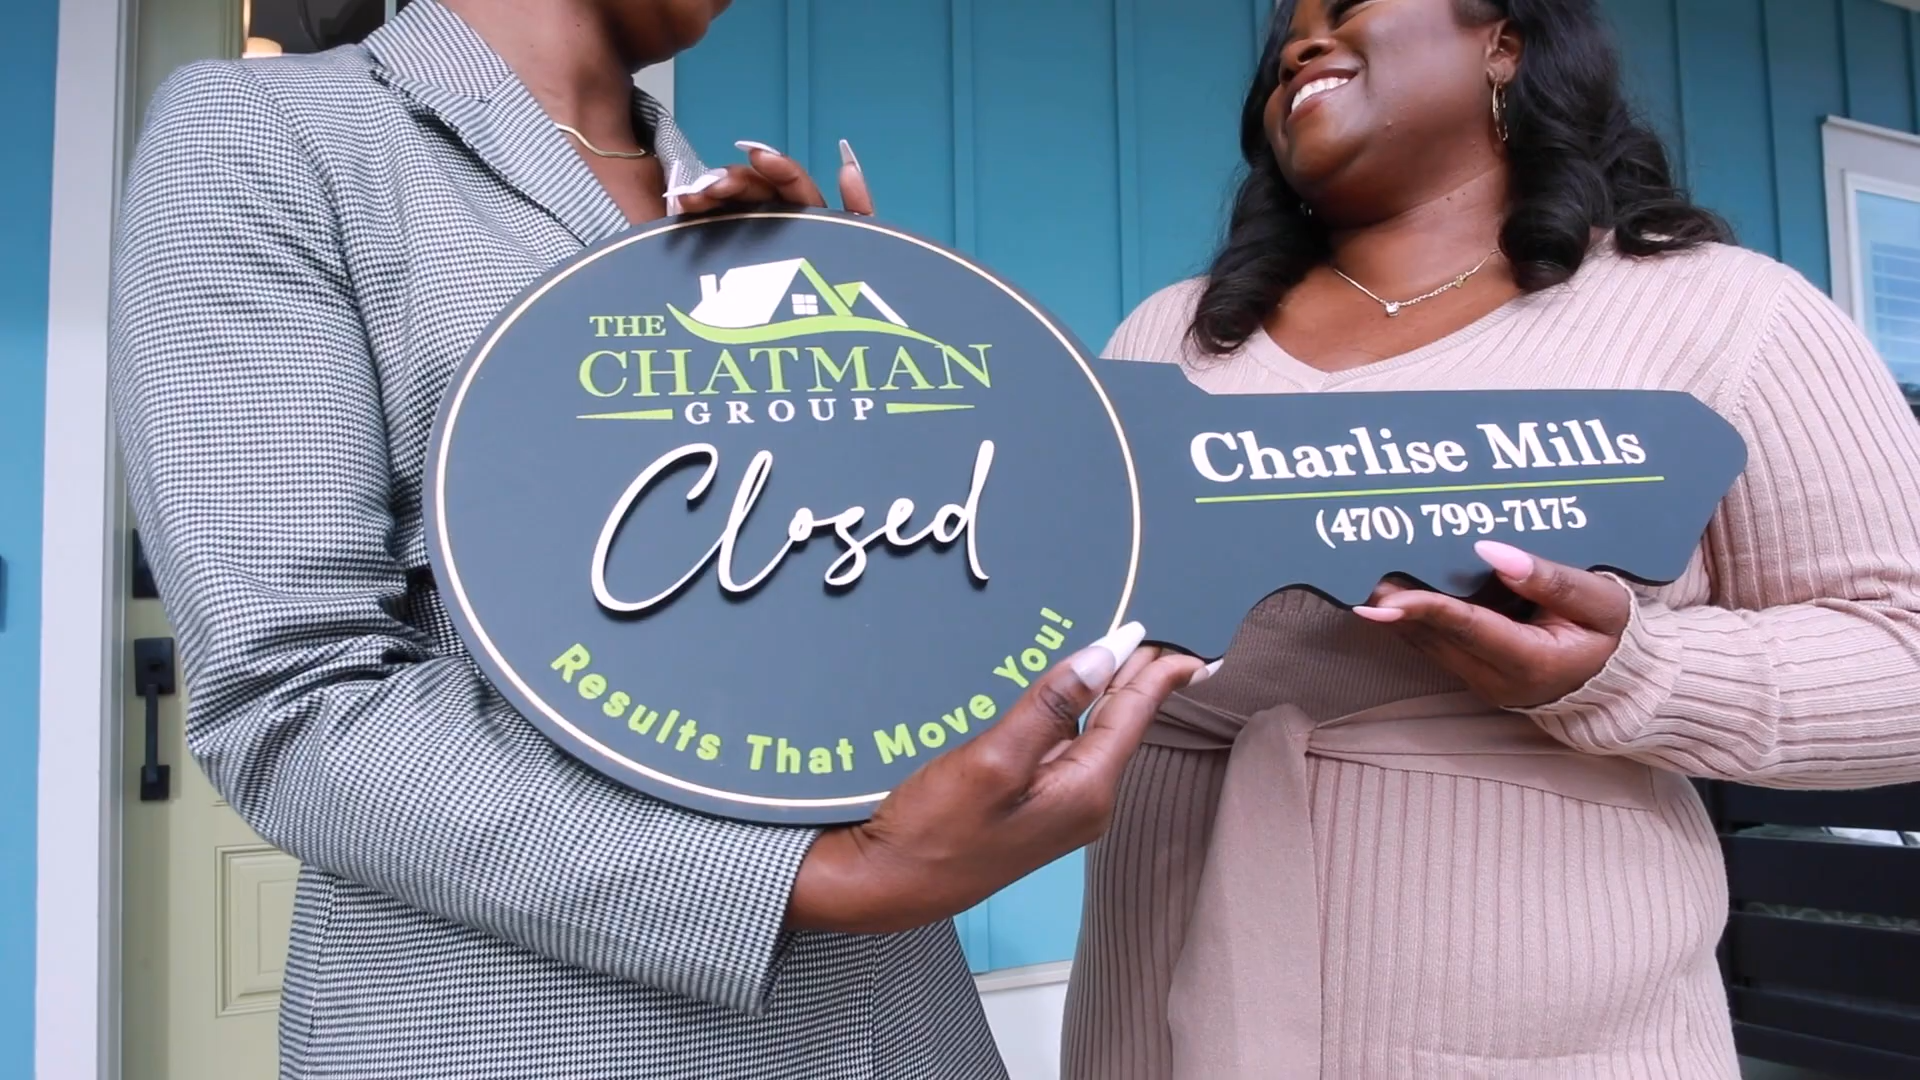 THE
CHATMAN
GROUP
Closed
Results That Move You!
Charlise Mills
(470) 799-7175